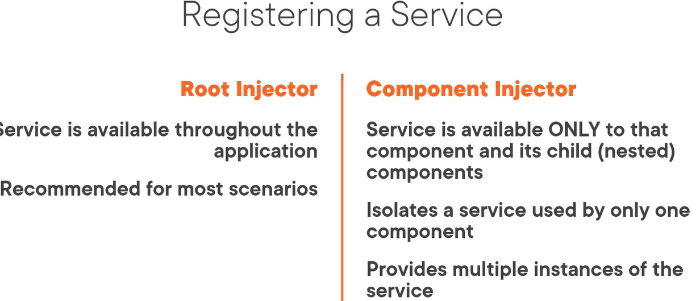 Registering a Service
Root Injector
Service is available throughout the
application
Recommended for most scenarios
Component Injector
Service is available ONLY to that
component and its child (nested)
components
Isolates a service used by only one
component
Provides multiple instances of the
service